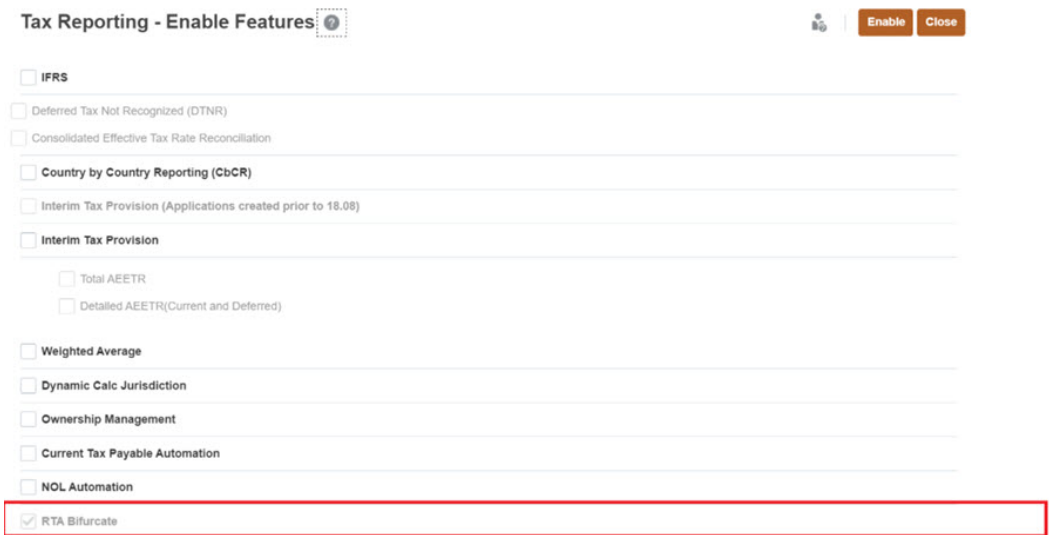 Tax Reporting - Enable Features
Enable
Close
IFRS
Deferred Tax Not Recognized (DTNR)
Consolidated Effective Tax Rate Reconciliation
Country by Country Reporting (CbCR)
Interim Tax Provision (Applications created prior to 18.08)
Interim Tax Provision
Total AEETR
Detailed AEETR(Current and Deferred)
Weighted Average
Dynamic Calc Jurisdiction
Ownership Management
Current Tax Payable Automation
NOL Automation
RTA Bifurcate